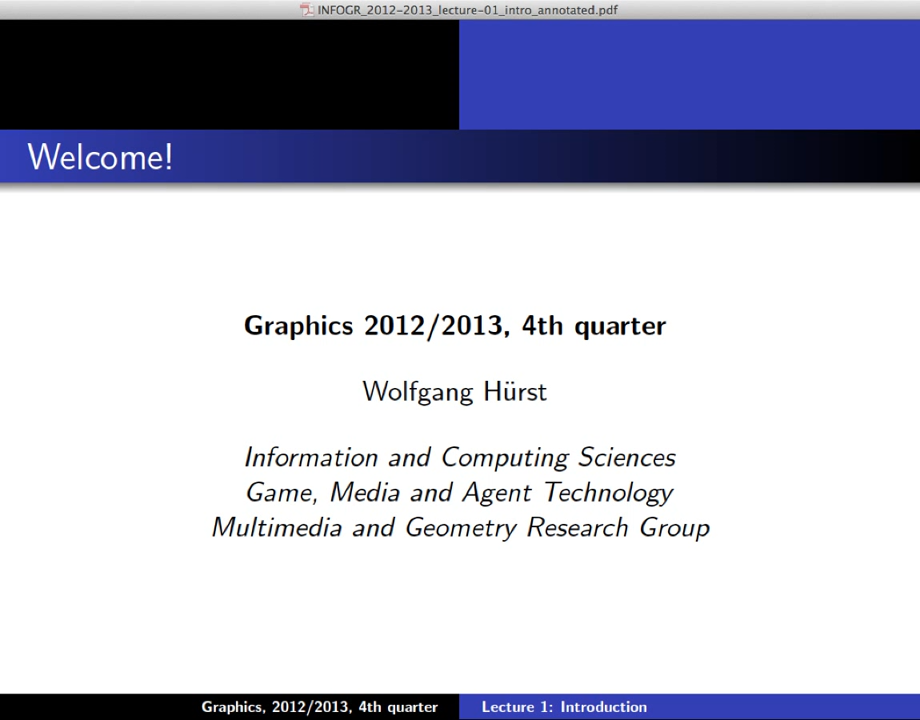 INFOGR_2012-2013_lecture-01_intro_annotated.pdf
Welcome!
Graphics 2012/2013, 4th quarter
Wolfgang Hürst
Information and Computing Sciences
Game, Media and Agent Technology
Multimedia and Geometry Research Group
Graphics, 2012/2013, 4th quarter
Lecture 1: Introduction